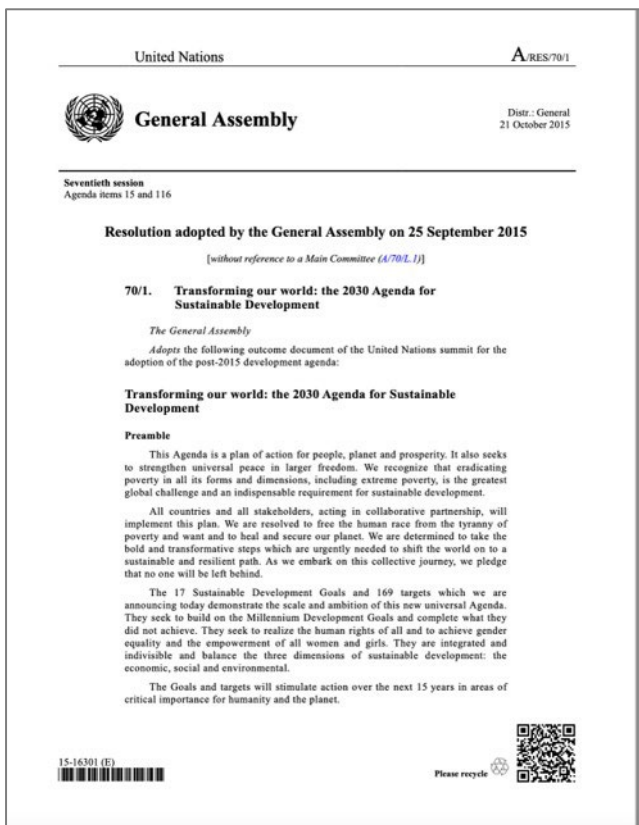 United Nations
A/RES/70/1
General Assembly
Distr.: General
21 October 2015
Seventieth session
Agenda items 15 and 116
Resolution adopted by the General Assembly on 25 September 2015
[without reference to a Main Committee (A/70/L.1)]
70/1. Transforming our world: the 2030 Agenda for
Sustainable Development
The General Assembly
Adopts the following outcome document of the United Nations summit for the
adoption of the post-2015 development agenda:
Transforming our world: the 2030 Agenda for Sustainable
Development
Preamble
This Agenda is a plan of action for people, planet and prosperity. It also seeks
to strengthen universal peace in larger freedom. We recognize that eradicating
poverty in all its forms and dimensions, including extreme poverty, is the greatest
global challenge and an indispensable requirement for sustainable development.
All countries and all stakeholders, acting in collaborative partnership, will
implement this plan. We are resolved to free the human race from the tyranny of
poverty and want and to heal and secure our planet. We are determined to take the
bold and transformative steps which are urgently needed to shift the world on to a
sustainable and resilient path. As we embark on this collective journey, we pledge
that no one will be left behind.
The 17 Sustainable Development Goals and 169 targets which we are
announcing today demonstrate the scale and ambition of this new universal Agenda.
They seek to build on the Millennium Development Goals and complete what they
did not achieve. They seek to realize the human rights of all and to achieve gender
equality and the empowerment of all women and girls. They are integrated and
indivisible and balance the three dimensions of sustainable development: the
economic, social and environmental.
The Goals and targets will stimulate action over the next 15 years in areas of
critical importance for humanity and the planet.
15-16301 (E)
Please recycle